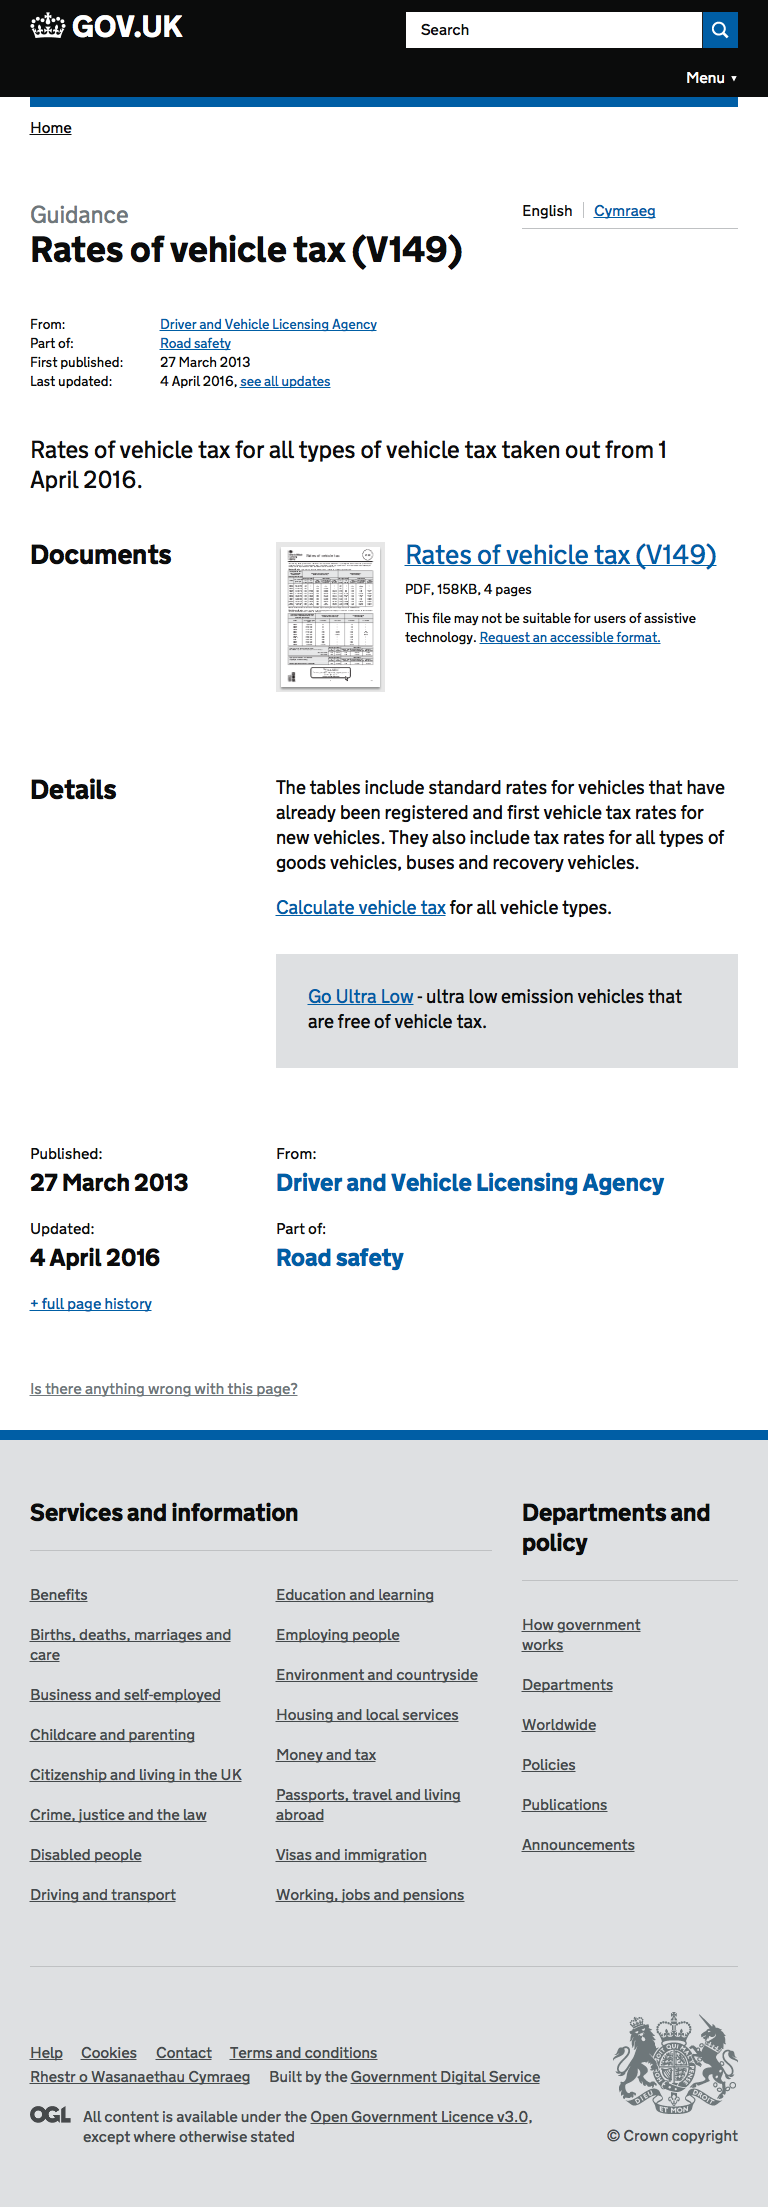 GOV.UK
Search
Menu ▼
Home
Guidance
Rates of vehicle tax (V149)
English Cymraeg
From: Driver and Vehicle Licensing Agency
Part of: Road safety
First published: 27 March 2013
Last updated: 4 April 2016, see all updates
Rates of vehicle tax for all types of vehicle tax taken out from 1
April 2016.
Documents
Rates of vehicle tax
Rates of vehicle tax (V149)
PDF, 158KB, 4 pages
This file may not be suitable for users of assistive
technology. Request an accessible format.
Details
The tables include standard rates for vehicles that have
already been registered and first vehicle tax rates for
new vehicles. They also include tax rates for all types of
goods vehicles, buses and recovery vehicles.
Calculate vehicle tax for all vehicle types.
Go Ultra Low - ultra low emission vehicles that
are free of vehicle tax.
Published:
27 March 2013
From:
Driver and Vehicle Licensing Agency
Updated:
4 April 2016
Part of:
Road safety
+ full page history
Is there anything wrong with this page?
Services and information
Benefits
Births, deaths, marriages and
care
Business and self-employed
Childcare and parenting
Citizenship and living in the UK
Crime, justice and the law
Disabled people
Driving and transport
Education and learning
Employing people
Environment and countryside
Housing and local services
Money and tax
Passports, travel and living
abroad
Visas and immigration
Working, jobs and pensions
Departments and
policy
How government
works
Departments
Worldwide
Policies
Publications
Announcements
Help Cookies Contact Terms and conditions
Rhestr o Wasanaethau Cymraeg Built by the Government Digital Service
OGL All content is available under the Open Government Licence v3.0,
except where otherwise stated
© Crown copyright